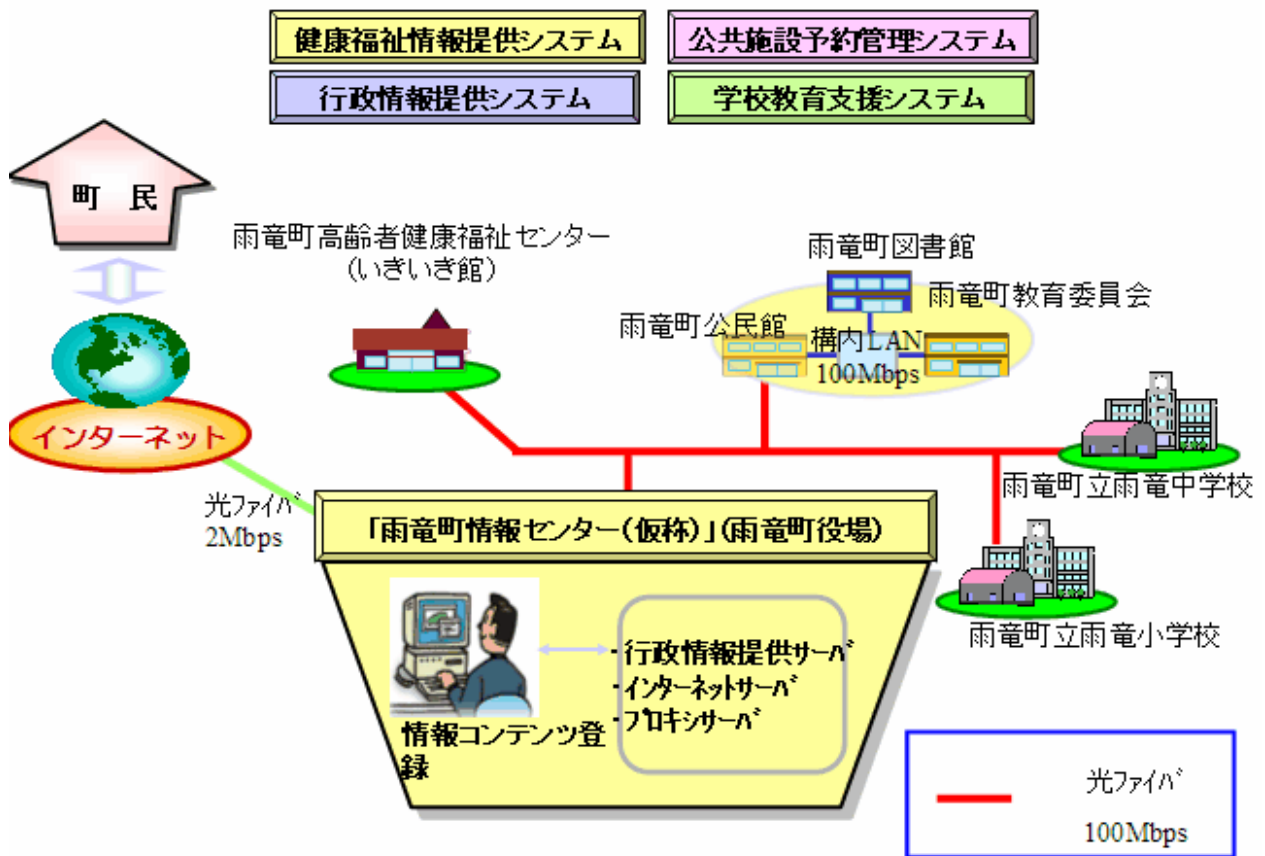 健康福祉情報提供システム
公共施設予約管理システム
行政情報提供システム
学校教育支援システム
町 民
雨竜町高齢者健康福祉センター
(いきいき館)
雨竜町図書館
雨竜町教育委員会
雨竜町公民館
構内LAN
100Mbps
インターネット
雨竜町立雨竜中学校
光ファイバ
2Mbps
「雨竜町情報センター(仮称)」(雨竜町役場)
雨竜町立雨竜小学校
・行政情報提供サーバ
・インターネットサーバ
・プロキシサーバ
情報コンテンツ登
録
光ファイバ
100Mbps